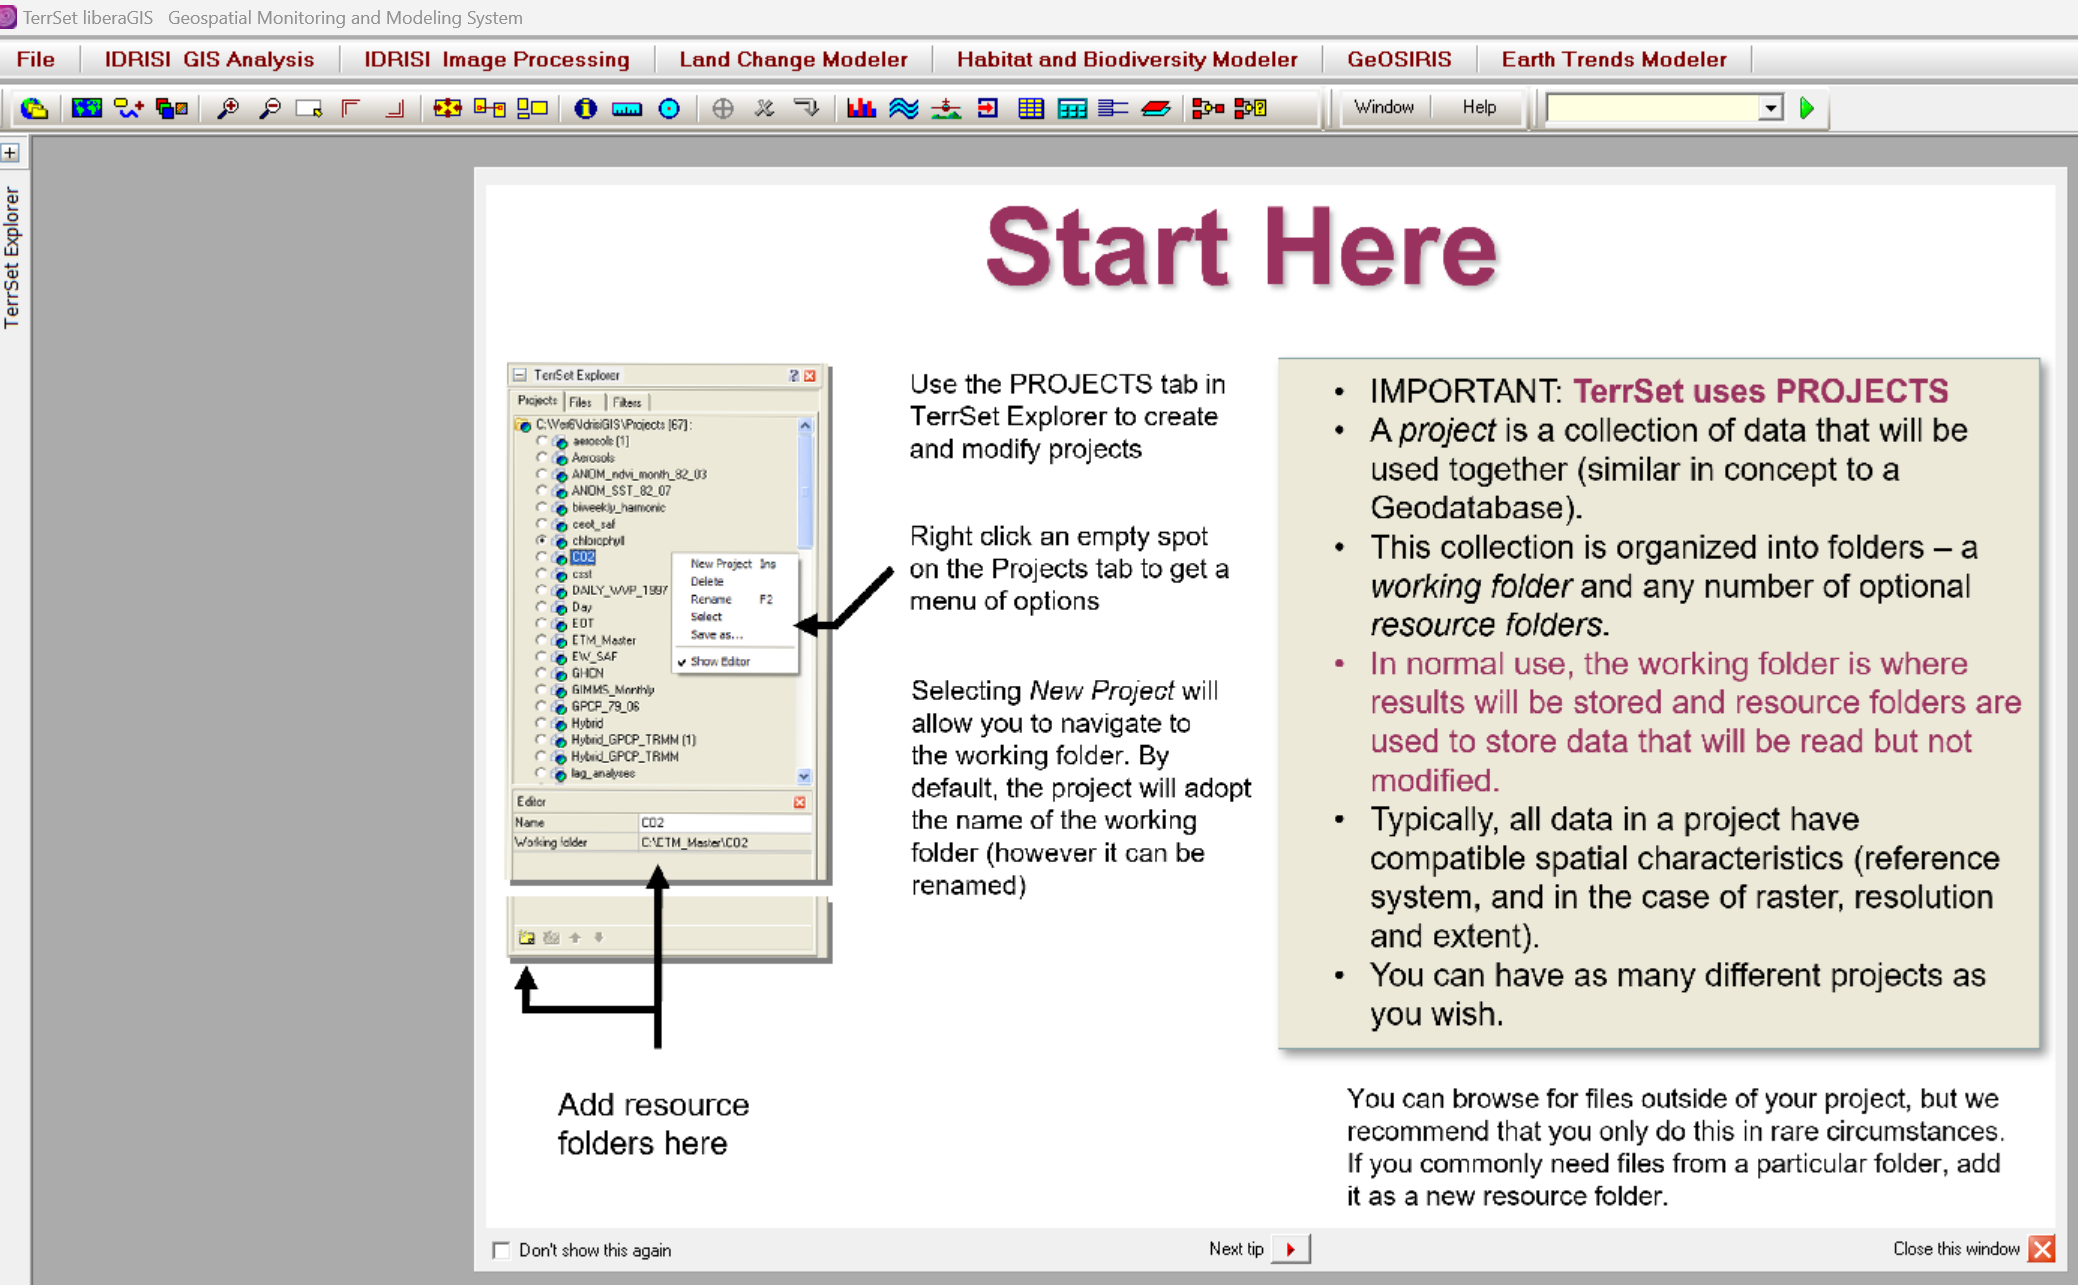 TerrSet liberaGIS   Geospatial Monitoring and Modeling System
File   IDRISI GIS Analysis   IDRISI Image Processing   Land Change Modeler   Habitat and Biodiversity Modeler   GeOSIRIS   Earth Trends Modeler
Window   Help
TerrSet Explorer
Start Here
TerrSet Explorer
Projects   Files   Filters
aerosols (1)
Aerosols
ANOM_ndvi_month_82_03
ANOM_SST_82_07
biweekly_harmonic
ceot_saf
chlorophyll
CO2
csst
DAILY_WVP_1997
Day
EOT
ETM_Master
EW_SAF
GHCN
GIMMS_Monthly
GPCP_79_06
Hybrid
Hybrid_GPCP_TRMM (1)
Hybrid_GPCP_TRMM
lag_analyses
New Project   Ins
Delete
Rename   F2
Select
Save as...
Show Editor
Editor
Name   CO2
Working folder   C:\ETM_Master\CO2
Add resource
folders here
Use the PROJECTS tab in
TerrSet Explorer to create
and modify projects
Right click an empty spot
on the Projects tab to get a
menu of options
Selecting New Project will
allow you to navigate to
the working folder. By
default, the project will adopt
the name of the working
folder (however it can be
renamed)
• IMPORTANT: TerrSet uses PROJECTS
• A project is a collection of data that will be
used together (similar in concept to a
Geodatabase).
• This collection is organized into folders – a
working folder and any number of optional
resource folders.
• In normal use, the working folder is where
results will be stored and resource folders are
used to store data that will be read but not
modified.
• Typically, all data in a project have
compatible spatial characteristics (reference
system, and in the case of raster, resolution
and extent).
• You can have as many different projects as
you wish.
You can browse for files outside of your project, but we
recommend that you only do this in rare circumstances.
If you commonly need files from a particular folder, add
it as a new resource folder.
Don't show this again
Next tip
Close this window